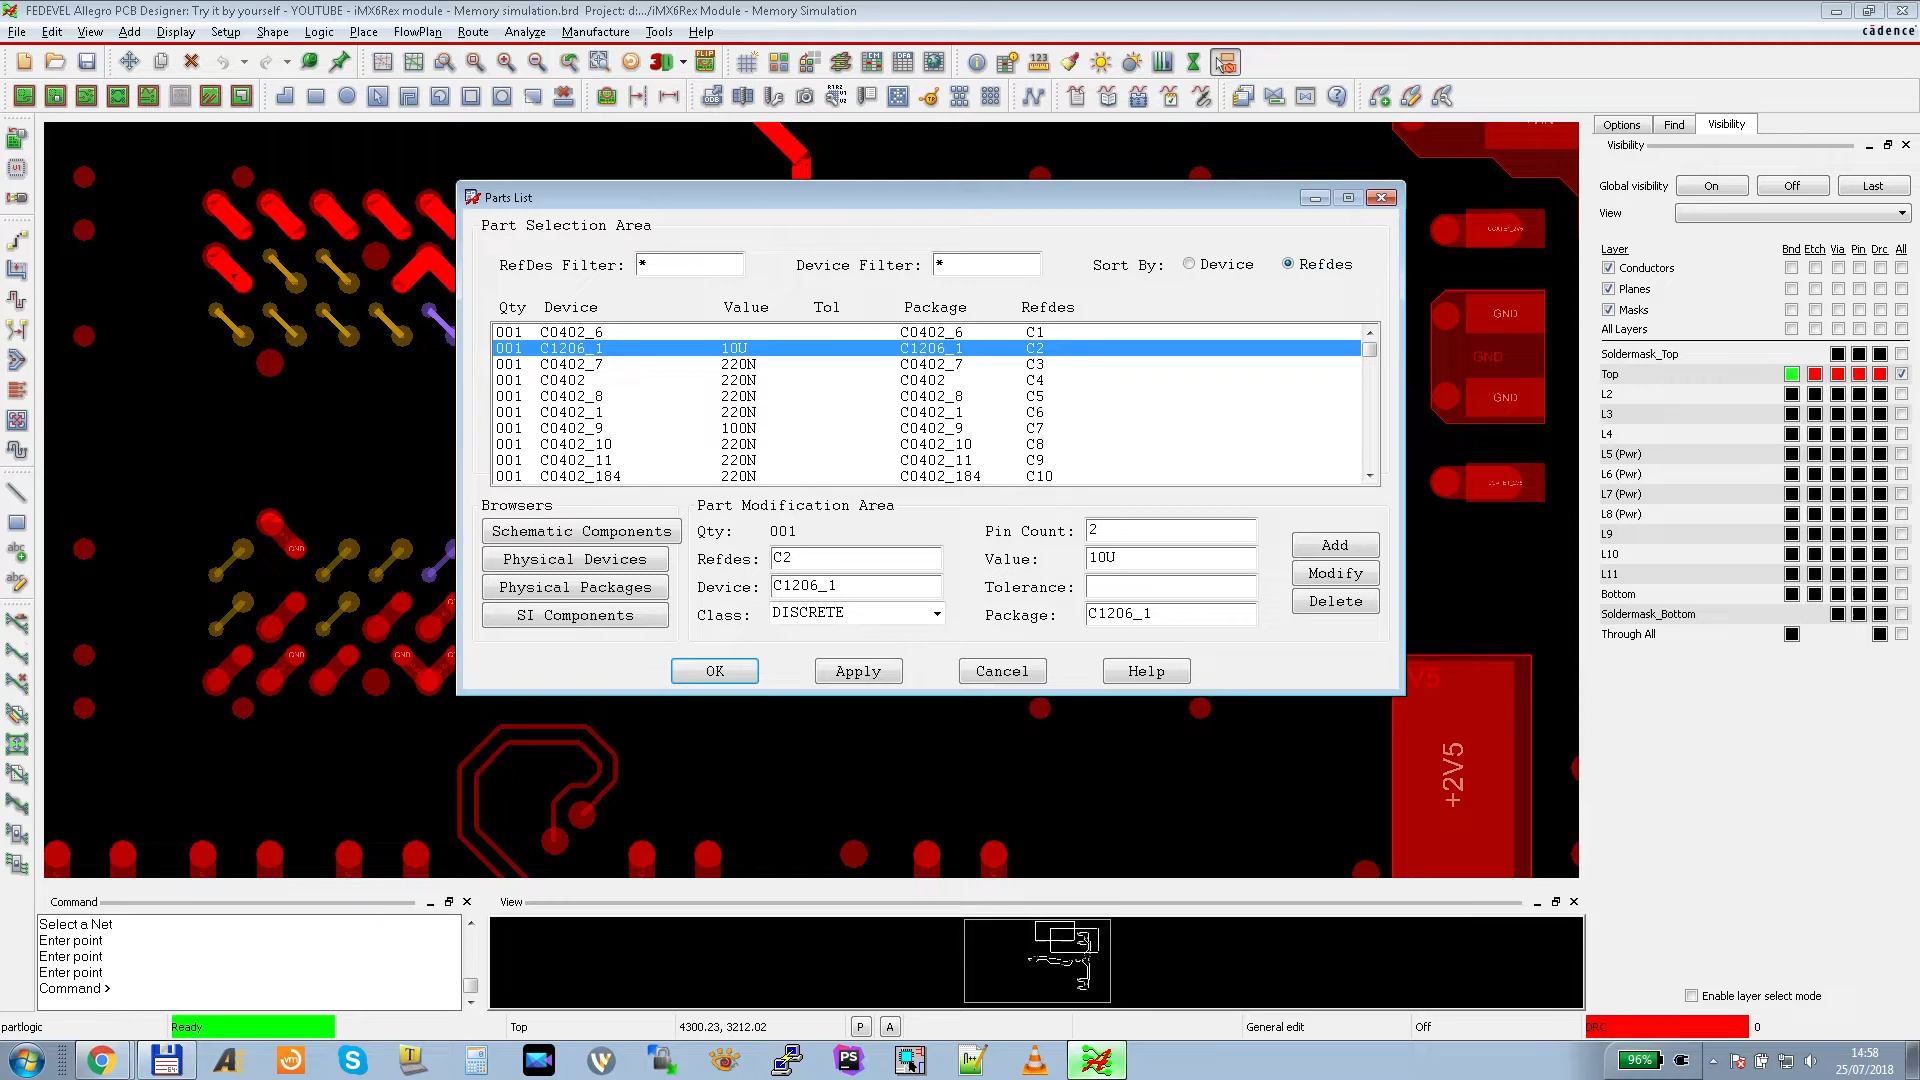 FEDEVEL Allegro PCB Designer: Try it by yourself - YOUTUBE - iMX6Rex module - Memory simulation.brd  Project: d:.../iMX6Rex Module - Memory Simulation
File Edit View Add Display Setup Shape Logic Place FlowPlan Route Analyze Manufacture Tools Help
cādence
Options Find Visibility
Visibility
Global visibility On Off Last
View
Layer Bnd Etch Via Pin Drc All
Conductors
Planes
Masks
All Layers
Soldermask_Top
Top
L2
L3
L4
L5 (Pwr)
L6 (Pwr)
L7 (Pwr)
L8 (Pwr)
L9
L10
L11
Bottom
Soldermask_Bottom
Through All
Enable layer select mode
Parts List
Part Selection Area
RefDes Filter: * Device Filter: * Sort By: Device Refdes
Qty Device Value Tol Package Refdes
001 C0402_6 C0402_6 C1
001 C1206_1 10U C1206_1 C2
001 C0402_7 220N C0402_7 C3
001 C0402 220N C0402 C4
001 C0402_8 220N C0402_8 C5
001 C0402_1 220N C0402_1 C6
001 C0402_9 100N C0402_9 C7
001 C0402_10 220N C0402_10 C8
001 C0402_11 220N C0402_11 C9
001 C0402_184 220N C0402_184 C10
Browsers
Schematic Components
Physical Devices
Physical Packages
SI Components
Part Modification Area
Qty: 001 Pin Count: 2
Refdes: C2 Value: 10U
Device: C1206_1 Tolerance:
Class: DISCRETE Package: C1206_1
Add
Modify
Delete
OK Apply Cancel Help
GND
GND
GND
GND
GND
GND
GND
GND
+2V5
Command
Select a Net
Enter point
Enter point
Enter point
Command >
View
partlogic Ready Top 4300.23, 3212.02 P A General edit Off DRC 0
96%
14:58
25/07/2018